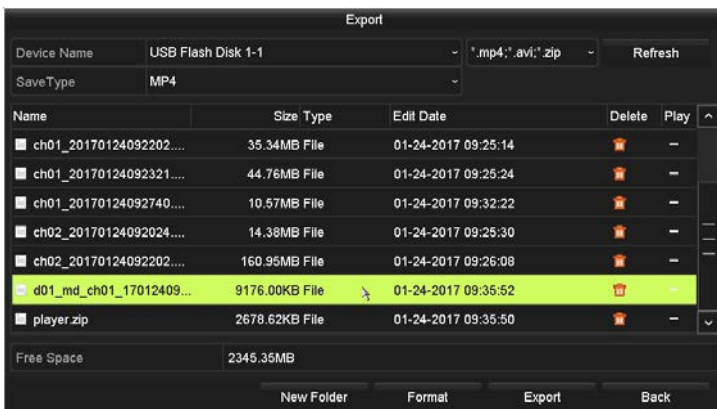 Export
Device Name USB Flash Disk 1-1 *.mp4;*.avi;*.zip Refresh
SaveType MP4
Name Size Type Edit Date Delete Play
ch01_20170124092202.... 35.34MB File 01-24-2017 09:25:14 –
ch01_20170124092321.... 44.76MB File 01-24-2017 09:25:24 –
ch01_20170124092740.... 10.57MB File 01-24-2017 09:32:22 –
ch02_20170124092024.... 14.38MB File 01-24-2017 09:25:30 –
ch02_20170124092202.... 160.95MB File 01-24-2017 09:26:08 –
d01_md_ch01_17012409... 9176.00KB File 01-24-2017 09:35:52 –
player.zip 2678.62KB File 01-24-2017 09:35:50 –
Free Space 2345.35MB
New Folder Format Export Back